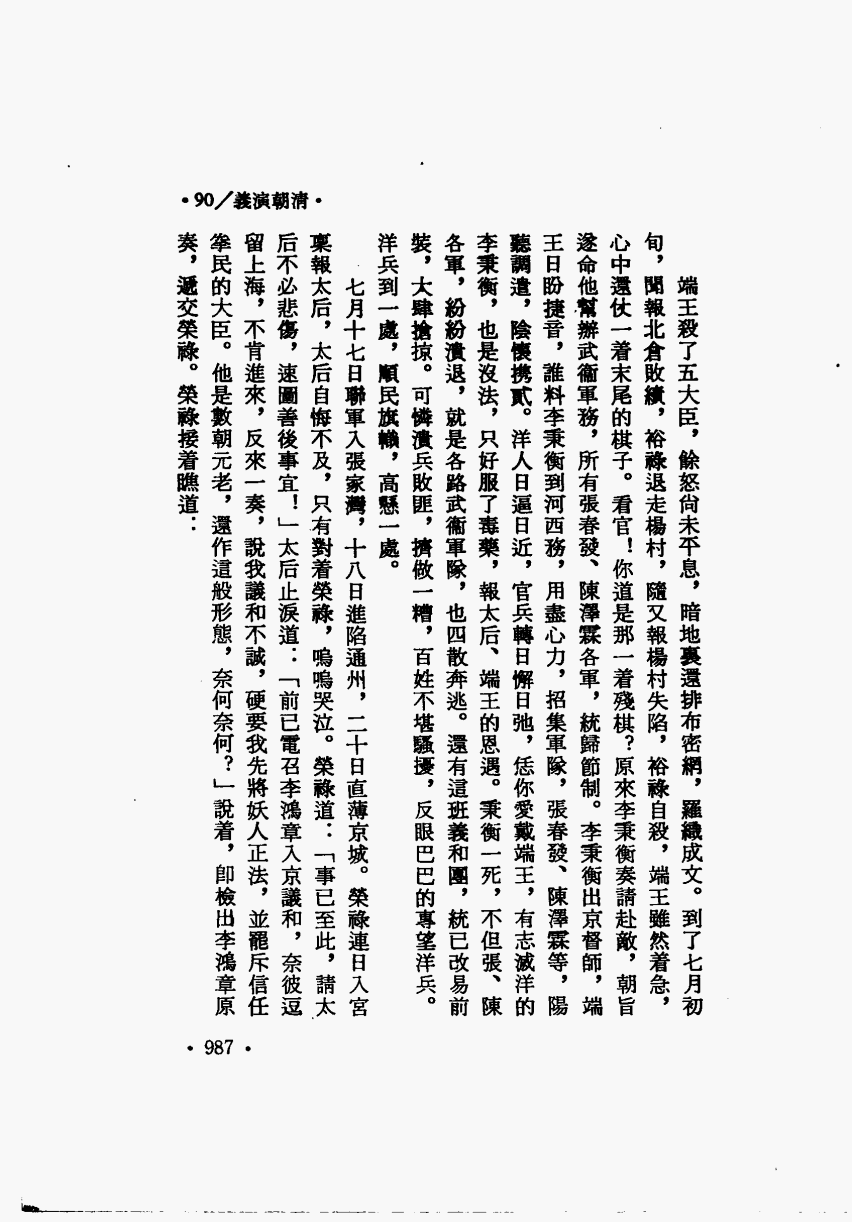 •90／義演朝清•
端王殺了五大臣，餘怒尙未平息，暗地裏還排布密網，羅織成文。到了七月初
旬，聞報北倉敗績，裕祿退走楊村，隨又報楊村失陷，裕祿自殺，端王雖然着急，
心中還仗一着末尾的棋子。看官！你道是那一着殘棋？原來李秉衡奏請赴敵，朝旨
遂命他幫辦武衞軍務，所有張春發、陳澤霖各軍，統歸節制。李秉衡出京督師，端
王日盼捷音，誰料李秉衡到河西務，用盡心力，招集軍隊，張春發、陳澤霖等，陽
聽調遣，陰懷携貳。洋人日逼日近，官兵轉日懈日弛，恁你愛戴端王，有志滅洋的
李秉衡，也是沒法，只好服了毒藥，報太后、端王的恩遇。秉衡一死，不但張、陳
各軍，紛紛潰退，就是各路武衞軍隊，也四散奔逃。還有這班義和團，統已改易前
裝，大肆搶掠。可憐潰兵敗匪，擠做一糟，百姓不堪騷擾，反眼巴巴的專望洋兵。
洋兵到一處，順民旗幟，高懸一處。
七月十七日聯軍入張家灣，十八日進陷通州，二十日直薄京城。榮祿連日入宮
稟報太后，太后自悔不及，只有對着榮祿，嗚嗚哭泣。榮祿道：「事已至此，請太
后不必悲傷，速圖善後事宜！」太后止淚道：「前已電召李鴻章入京議和，奈彼逗
留上海，不肯進來，反來一奏，說我議和不誠，硬要我先將妖人正法，並罷斥信任
拳民的大臣。他是數朝元老，還作這般形態，奈何奈何？」說着，卽檢出李鴻章原
奏，遞交榮祿。榮祿接着瞧道：
• 987 •